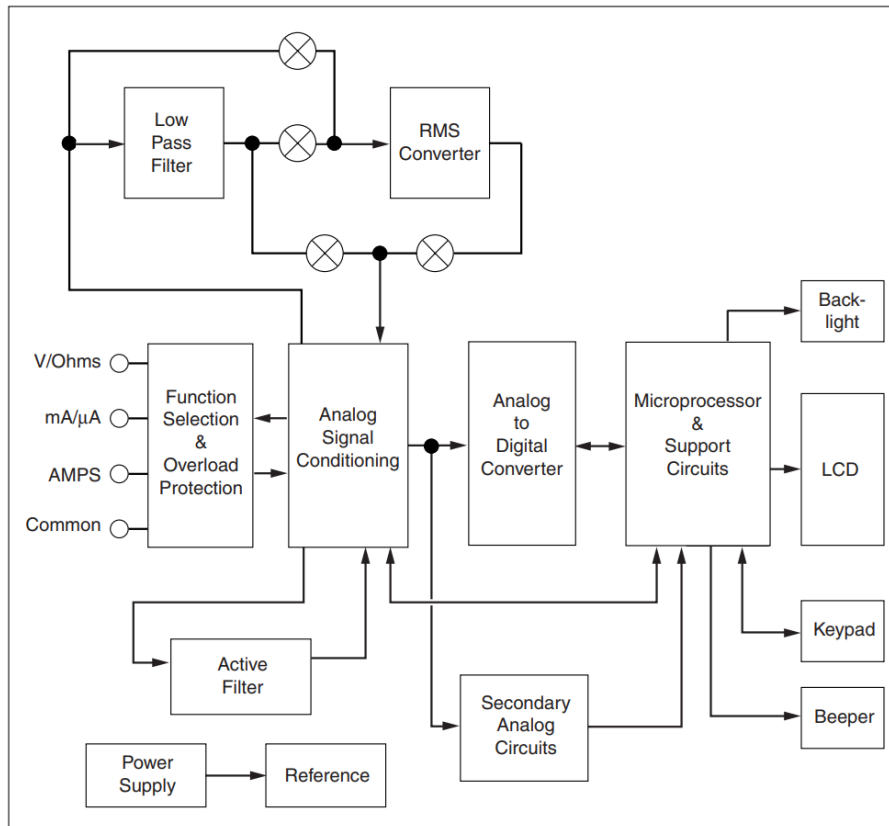 Low
Pass
Filter
RMS
Converter
Back-
light
V/Ohms
mA/μA
AMPS
Common
Function
Selection
&
Overload
Protection
Analog
Signal
Conditioning
Analog
to
Digital
Converter
Microprocessor
&
Support
Circuits
LCD
Keypad
Active
Filter
Secondary
Analog
Circuits
Beeper
Power
Supply
Reference